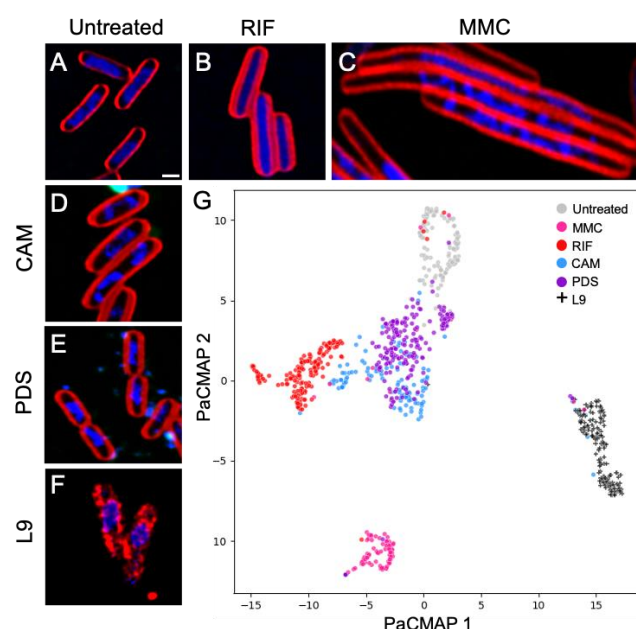 Untreated RIF MMC
A B C
CAM
D
PDS
E
L9
F
G
Untreated
MMC
RIF
CAM
PDS
L9
PaCMAP 2
10
5
0
-5
10
-15 -10 -5 0 5 10 15
PaCMAP 1